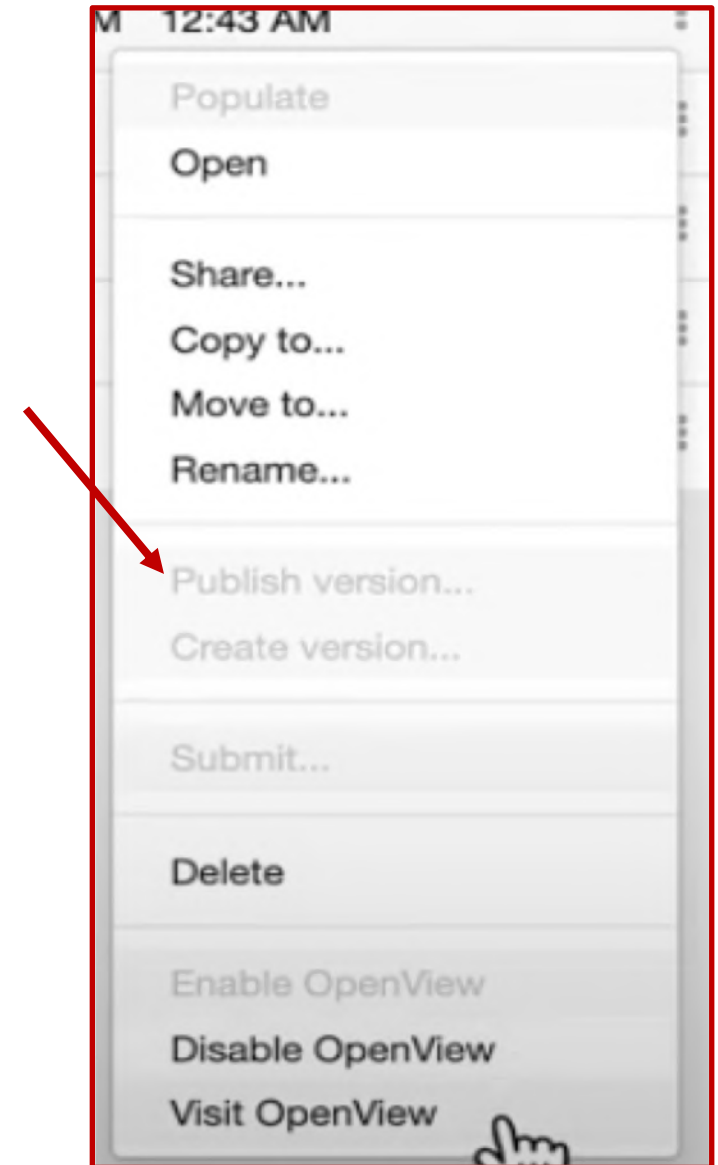 M 12:43 AM
Populate
Open
Share...
Copy to...
Move to...
Rename...
Publish version...
Create version...
Submit...
Delete
Enable OpenView
Disable OpenView
Visit OpenView